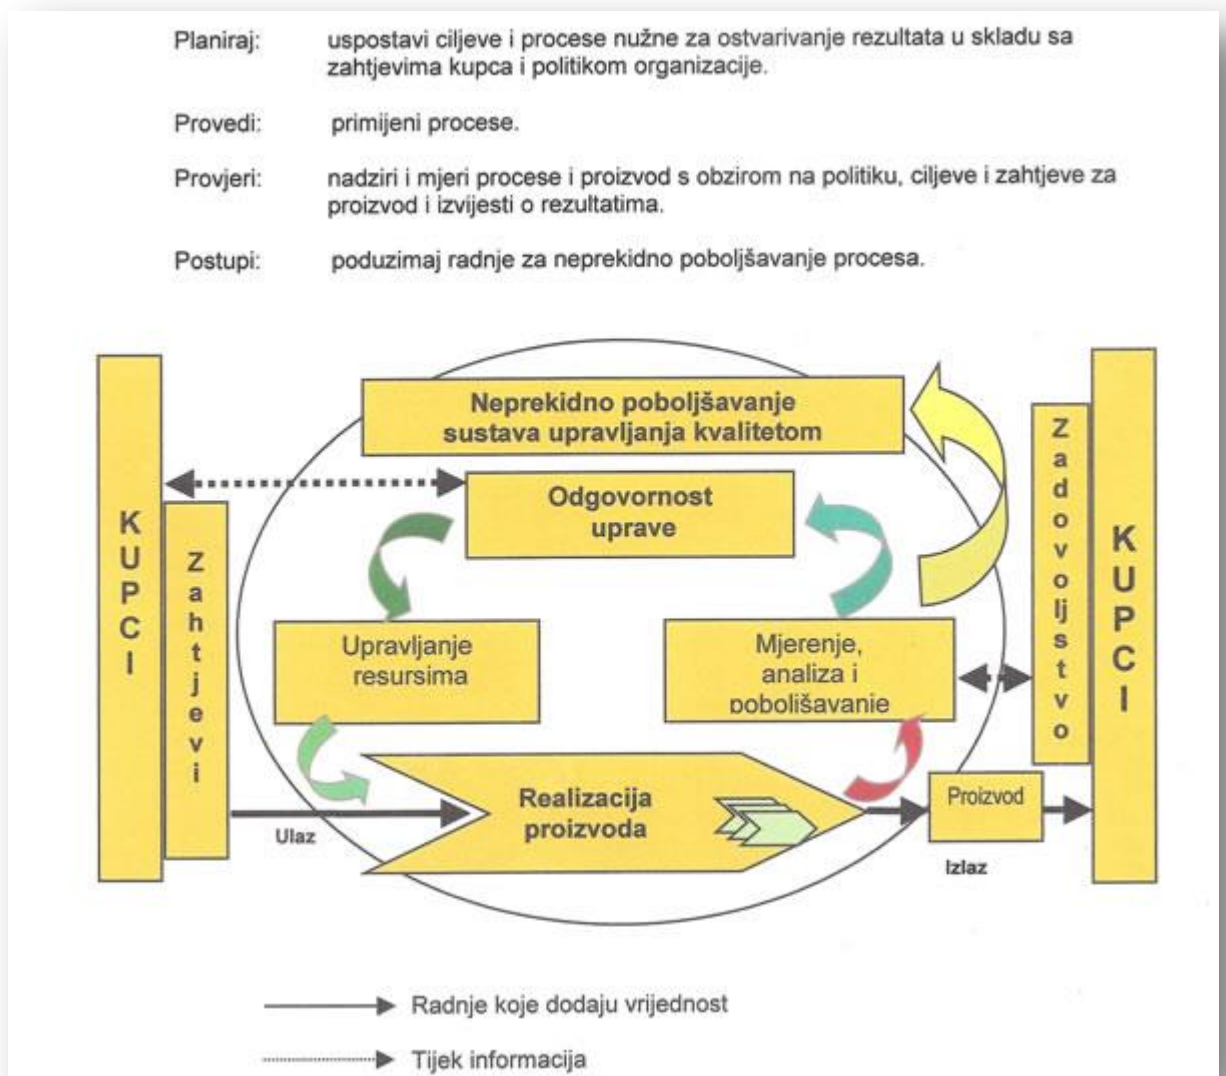 Planiraj: uspostavi ciljeve i procese nužne za ostvarivanje rezultata u skladu sa
zahtjevima kupca i politikom organizacije.
Provedi: primijeni procese.
Provjeri: nadziri i mjeri procese i proizvod s obzirom na politiku, ciljeve i zahtjeve za
proizvod i izvijesti o rezultatima.
Postupi: poduzimaj radnje za neprekidno poboljšavanje procesa.
KUPCI
Zahtjevi
Neprekidno poboljšavanje
sustava upravljanja kvalitetom
Odgovornost
uprave
Upravljanje
resursima
Mjerenje,
analiza i
poboljšavanje
Zadovoljstvo
KUPCI
Ulaz
Realizacija
proizvoda
Proizvod
Izlaz
Radnje koje dodaju vrijednost
Tijek informacija